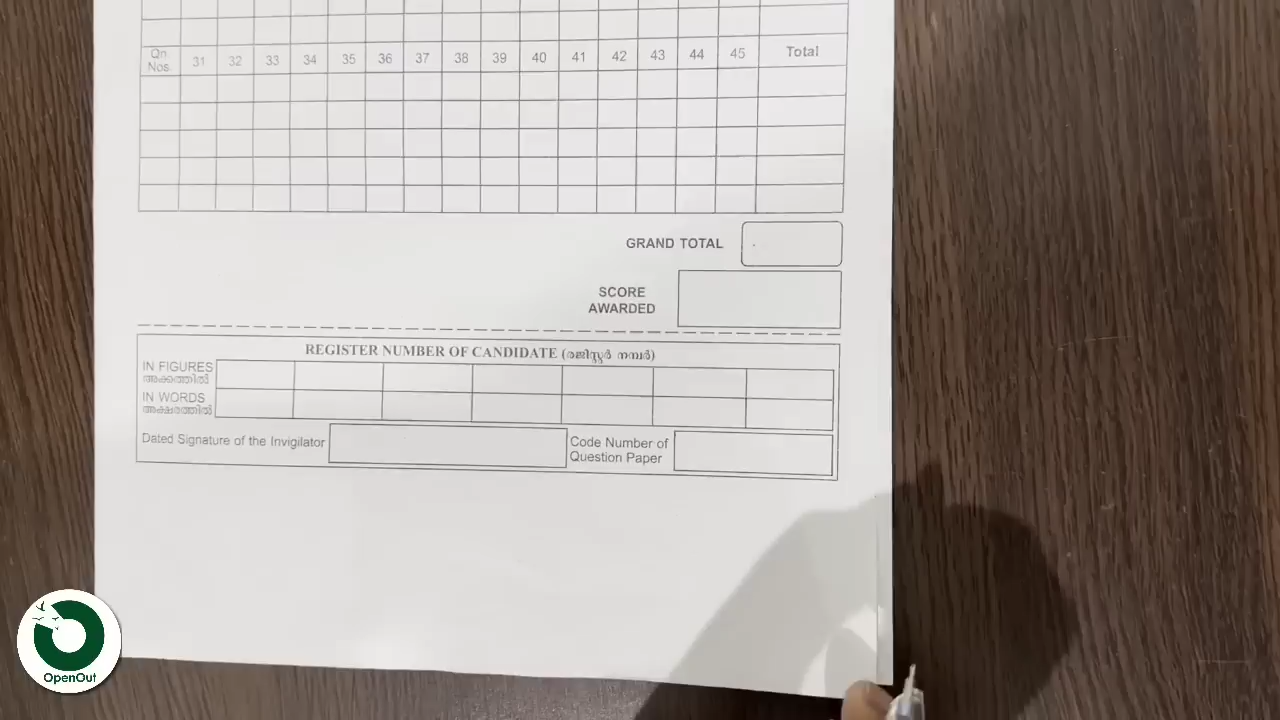 Qn. Nos. 31 32 33 34 35 36 37 38 39 40 41 42 43 44 45 Total
GRAND TOTAL
SCORE
AWARDED
REGISTER NUMBER OF CANDIDATE (രജിസ്റ്റർ നമ്പർ)
IN FIGURES
അക്കത്തിൽ
IN WORDS
അക്ഷരത്തിൽ
Dated Signature of the Invigilator
Code Number of
Question Paper
OpenOut